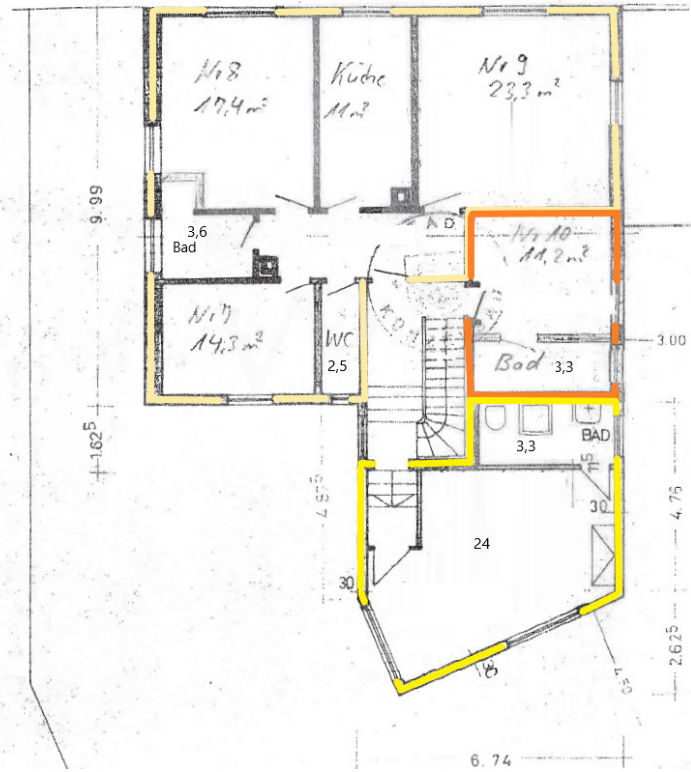 Nr 8
17,4 m²
Küche
11 m²
Nr 9
23,3 m²
9.99
3,6
Bad
AD
Nr 10
11,2 m²
Nr 7
14,3 m²
WC
2,5
Bad
3,3
3.00
1.62⁵
3,3
BAD
11⁵
30
4.76
24
30
2.62⁵
6.74